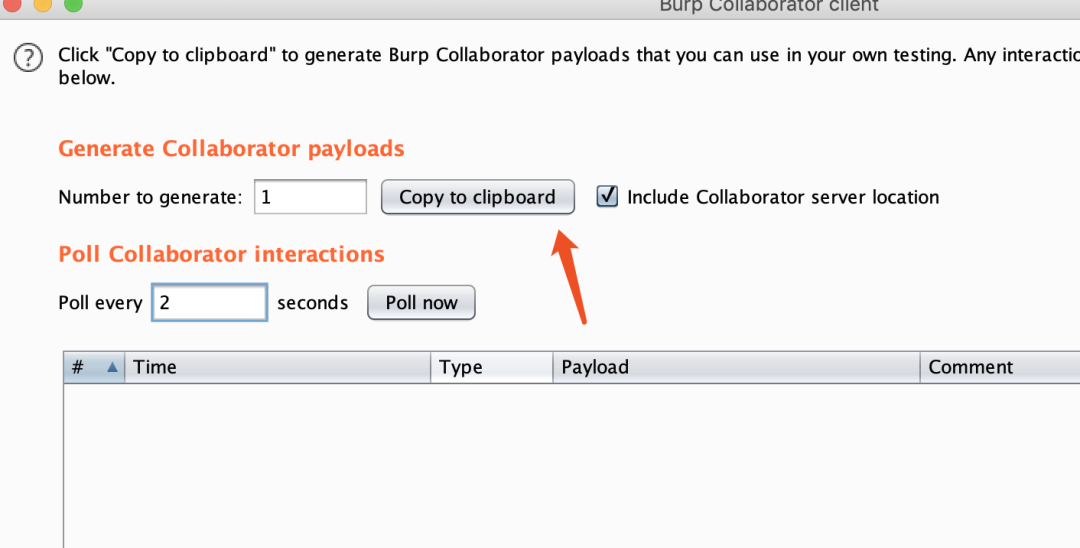 Burp Collaborator client
Click "Copy to clipboard" to generate Burp Collaborator payloads that you can use in your own testing. Any
below.
Generate Collaborator payloads
Number to generate: 1 Copy to clipboard Include Collaborator server location
Poll Collaborator interactions
Poll every 2 seconds Poll now
# Time Type Payload Comment